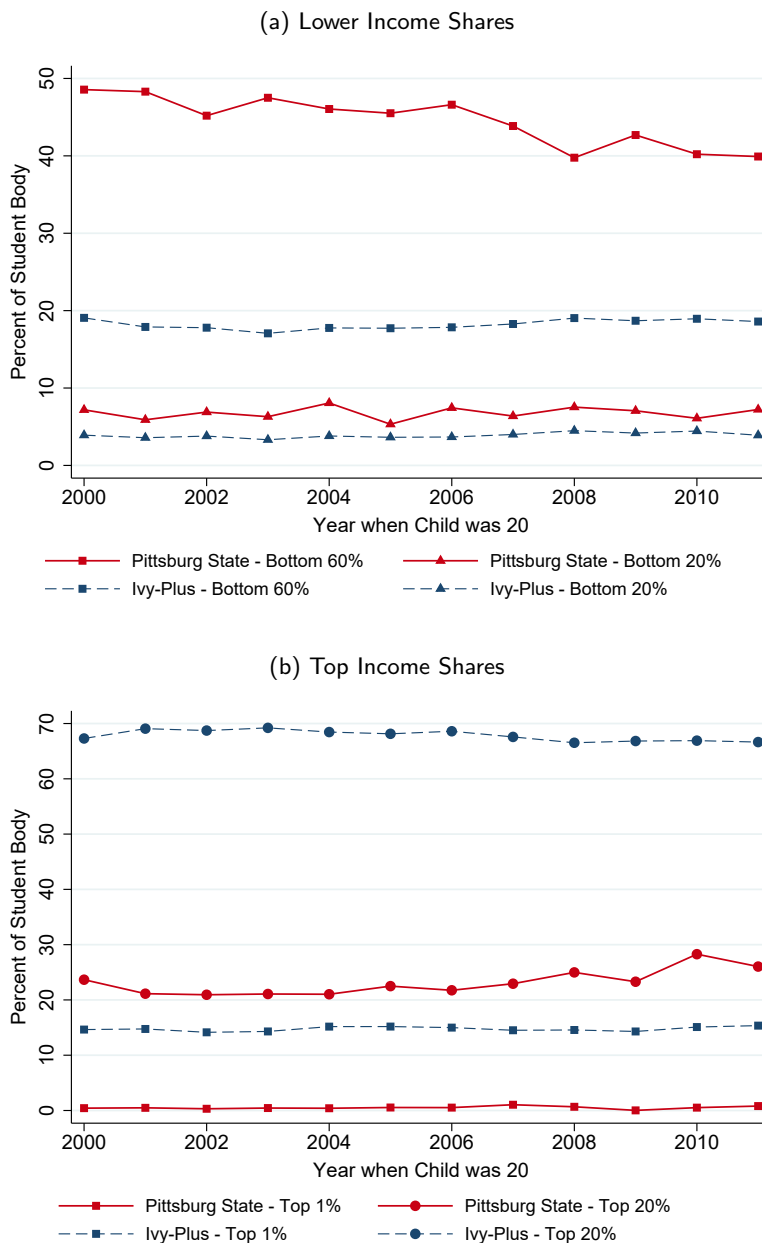 (a) Lower Income Shares
50
40
30
20
10
0
Percent of Student Body
2000 2002 2004 2006 2008 2010
Year when Child was 20
Pittsburg State - Bottom 60% Pittsburg State - Bottom 20%
Ivy-Plus - Bottom 60% Ivy-Plus - Bottom 20%
(b) Top Income Shares
70
60
50
40
30
20
10
0
Percent of Student Body
2000 2002 2004 2006 2008 2010
Year when Child was 20
Pittsburg State - Top 1% Pittsburg State - Top 20%
Ivy-Plus - Top 1% Ivy-Plus - Top 20%